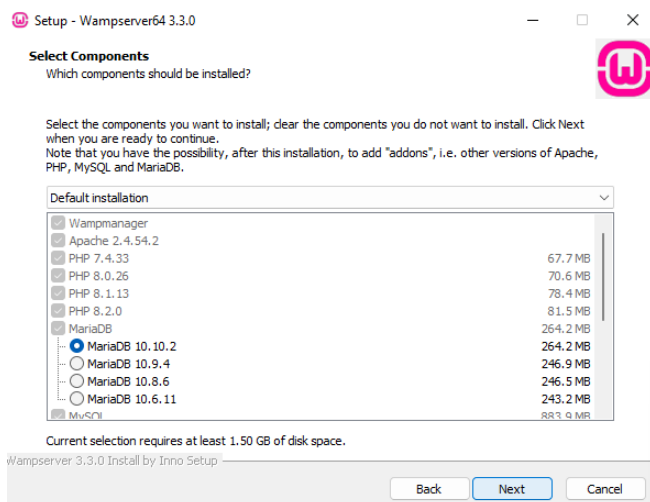 Setup - Wampserver64 3.3.0
Select Components
Which components should be installed?
Select the components you want to install; clear the components you do not want to install. Click Next
when you are ready to continue.
Note that you have the possibility, after this installation, to add "addons", i.e. other versions of Apache,
PHP, MySQL and MariaDB.
Default installation
Wampmanager
Apache 2.4.54.2
PHP 7.4.33 67.7 MB
PHP 8.0.26 70.6 MB
PHP 8.1.13 78.4 MB
PHP 8.2.0 81.5 MB
MariaDB 264.2 MB
MariaDB 10.10.2 264.2 MB
MariaDB 10.9.4 246.9 MB
MariaDB 10.8.6 246.5 MB
MariaDB 10.6.11 243.2 MB
MySQL 883.9 MB
Current selection requires at least 1.50 GB of disk space.
Wampserver 3.3.0 Install by Inno Setup
Back Next Cancel